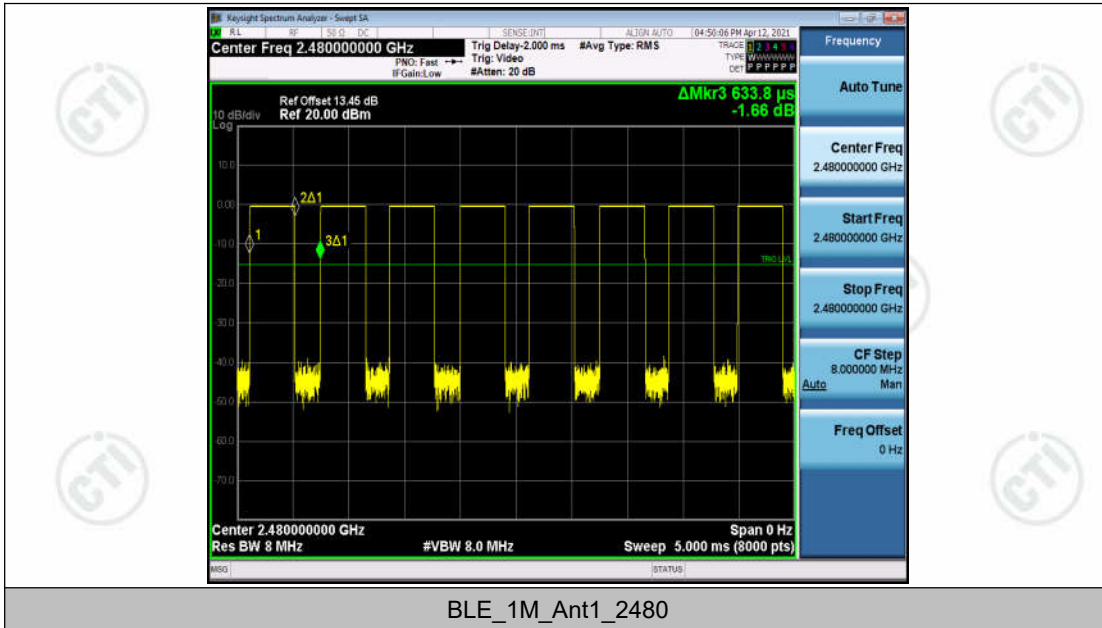 Keysight Spectrum Analyzer - Swept SA
RL RF 50 Ω DC SENSE:INT ALIGN AUTO 04:50:06 PM Apr 12, 2021
Center Freq 2.480000000 GHz
PNO: Fast
IFGain:Low
Trig Delay-2.000 ms
Trig: Video
#Atten: 20 dB
#Avg Type: RMS
TRACE 1 2 3 4 5 6
TYPE WWWWWW
DET P P P P P P
Frequency
Auto Tune
Center Freq
2.480000000 GHz
Start Freq
2.480000000 GHz
Stop Freq
2.480000000 GHz
CF Step
8.000000 MHz
Auto Man
Freq Offset
0 Hz
ΔMkr3 633.8 µs
-1.66 dB
Ref Offset 13.45 dB
10 dB/div Ref 20.00 dBm
Log
10.0
0.00
-10.0
-20.0
-30.0
-40.0
-50.0
-60.0
-70.0
2Δ1
1
3Δ1
TRIG LVL
Center 2.480000000 GHz
Span 0 Hz
Res BW 8 MHz
#VBW 8.0 MHz
Sweep 5.000 ms (8000 pts)
MSG
STATUS
CTI
CTI
CTI
CTI
BLE_1M_Ant1_2480